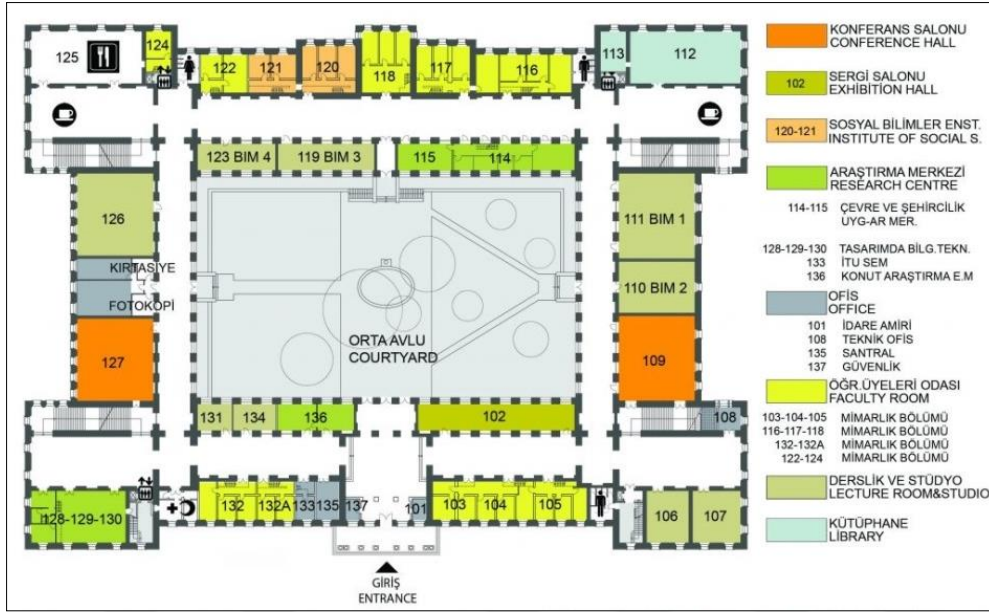 125
124
122
121
120
118
117
116
113
112
123 BIM 4
119 BIM 3
115
114
126
KIRTASİYE
FOTOKOPİ
127
111 BIM 1
110 BIM 2
109
ORTA AVLU
COURTYARD
131
134
136
102
108
128-129-130
132
132A
133
135
137
101
103
104
105
106
107
GİRİŞ
ENTRANCE
KONFERANS SALONU
CONFERENCE HALL
102
SERGİ SALONU
EXHIBITION HALL
120-121
SOSYAL BİLİMLER ENST.
INSTITUTE OF SOCIAL S.
ARAŞTIRMA MERKEZİ
RESEARCH CENTRE
114-115 ÇEVRE VE ŞEHİRCİLİK
UYG-AR MER.
128-129-130 TASARIMDA BİLG.TEKN.
133 İTU SEM
136 KONUT ARAŞTIRMA E.M
OFİS
OFFICE
101 İDARE AMİRİ
108 TEKNİK OFİS
135 SANTRAL
137 GÜVENLİK
ÖĞR.ÜYELERİ ODASI
FACULTY ROOM
103-104-105 MİMARLIK BÖLÜMÜ
116-117-118 MİMARLIK BÖLÜMÜ
132-132A MİMARLIK BÖLÜMÜ
122-124 MİMARLIK BÖLÜMÜ
DERSLİK VE STÜDYO
LECTURE ROOM&STUDIO
KÜTÜPHANE
LIBRARY